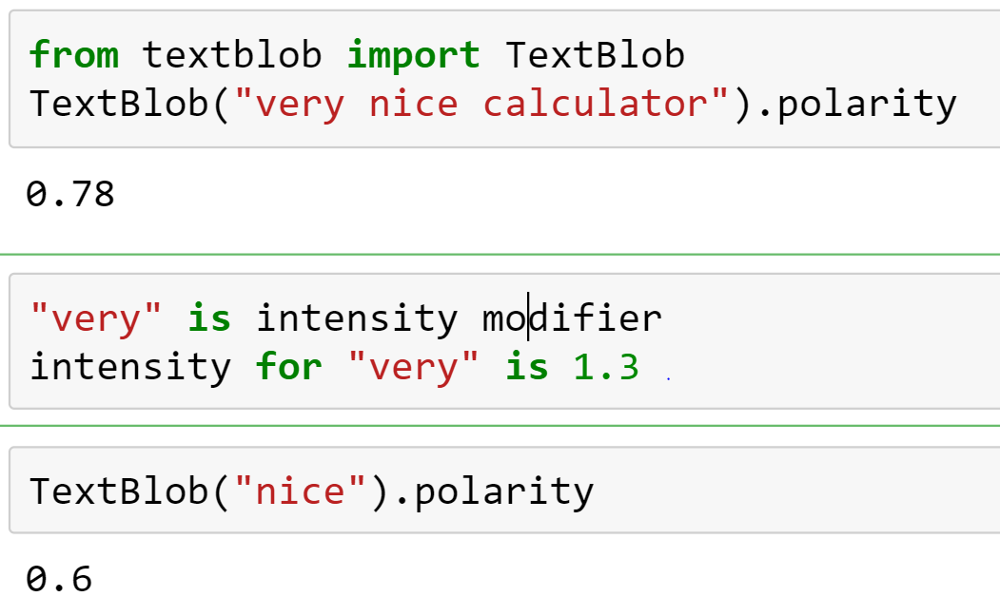 from textblob import TextBlob
TextBlob("very nice calculator").polarity
0.78
"very" is intensity modifier
intensity for "very" is 1.3 .
TextBlob("nice").polarity
0.6